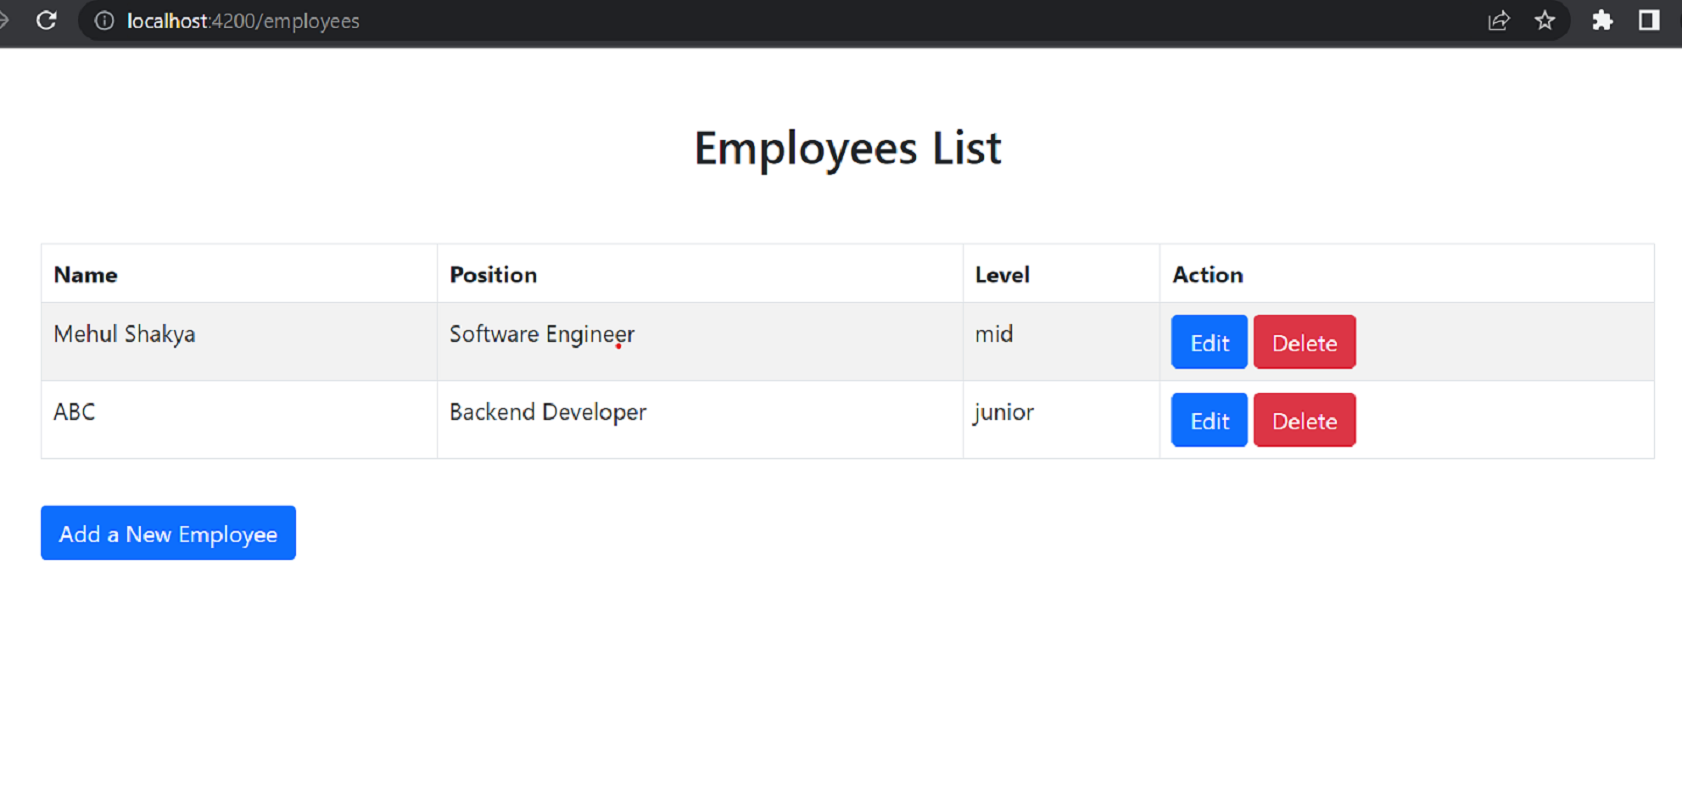 localhost:4200/employees
Employees List
Name Position Level Action
Mehul Shakya Software Engineer mid Edit Delete
ABC Backend Developer junior Edit Delete
Add a New Employee